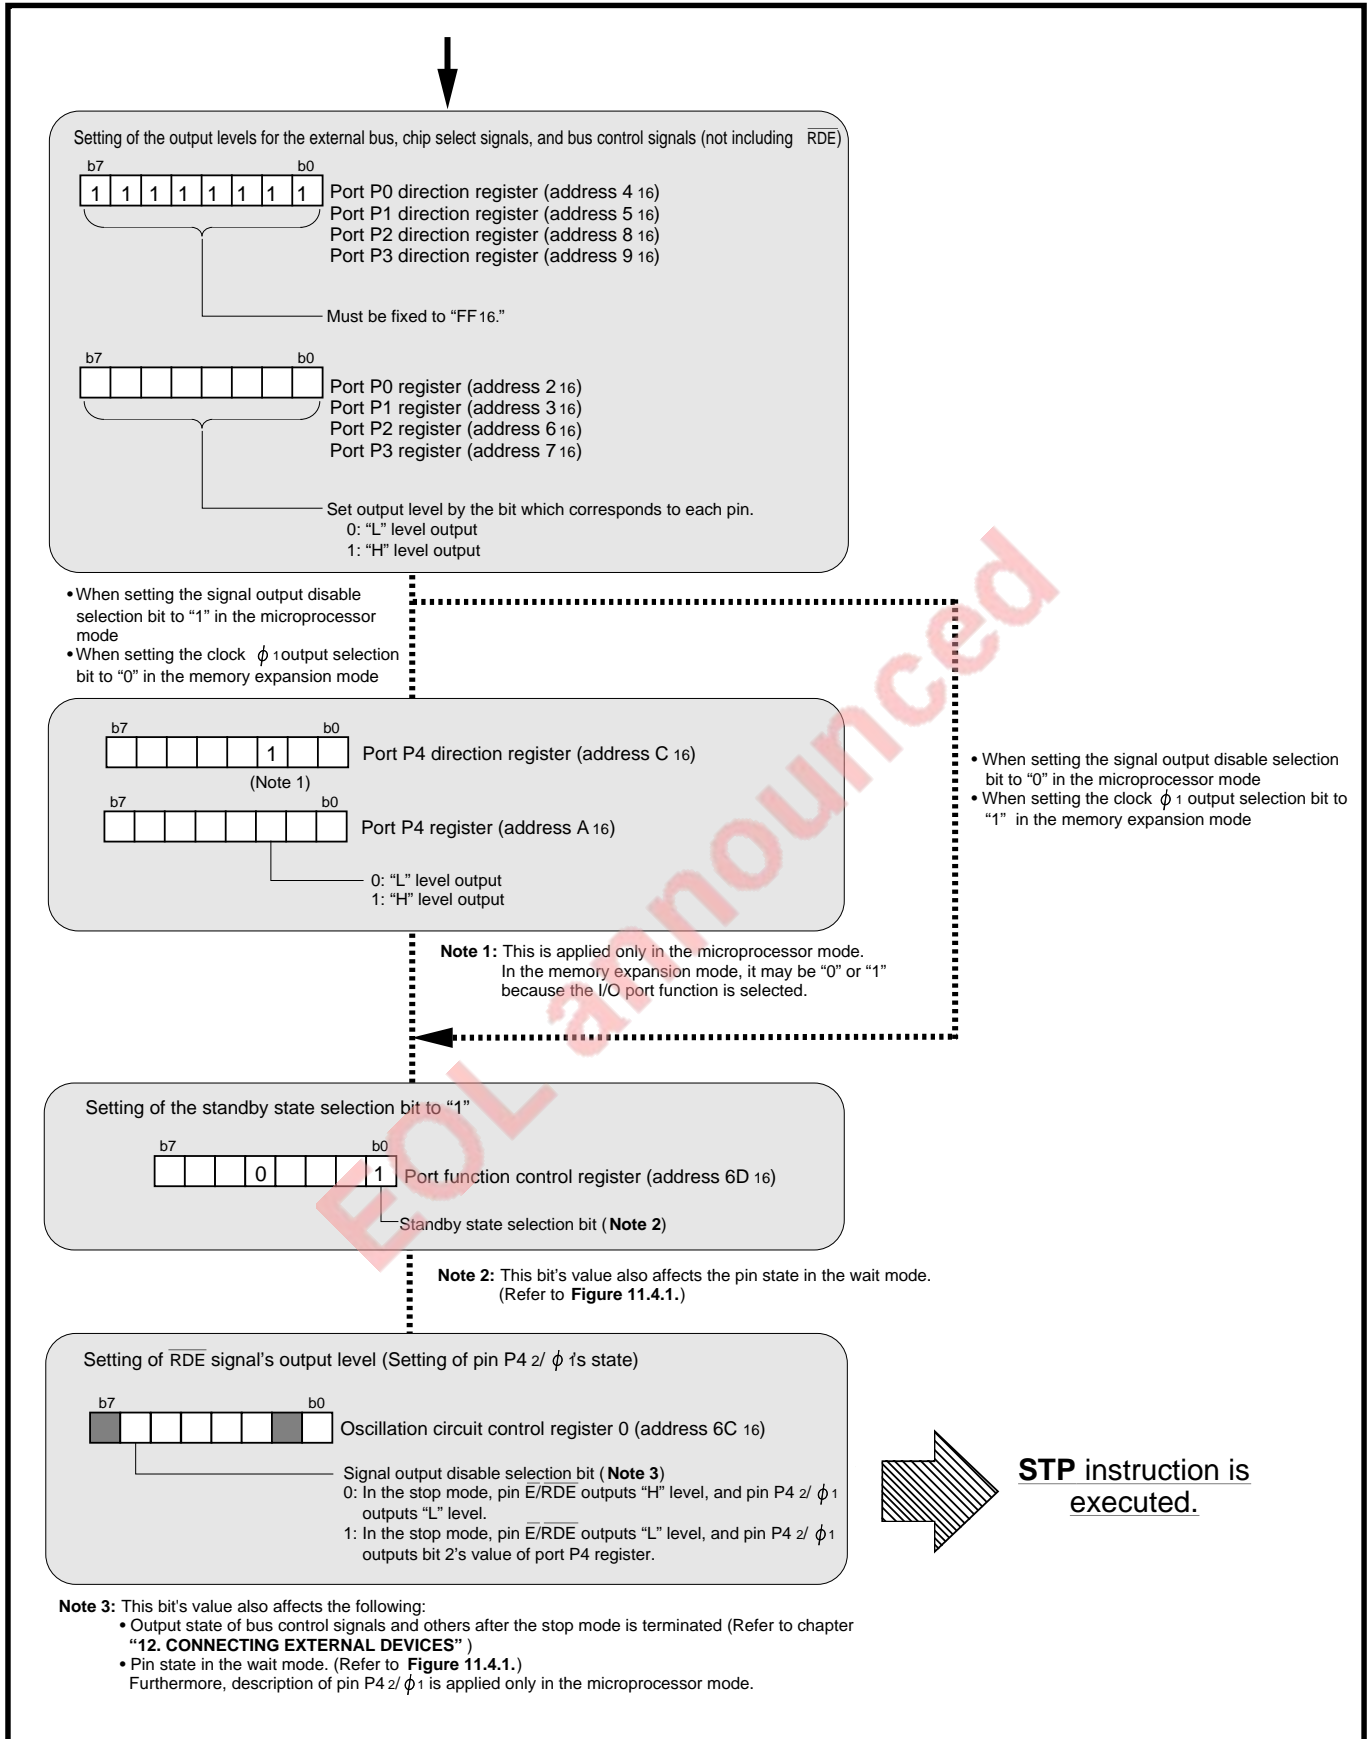 Setting of the output levels for the external bus, chip select signals, and bus control signals (not including RDE)
b7 b0
1 1 1 1 1 1 1 1
Port P0 direction register (address 4 16)
Port P1 direction register (address 5 16)
Port P2 direction register (address 8 16)
Port P3 direction register (address 9 16)
Must be fixed to “FF 16.”
b7 b0
Port P0 register (address 2 16)
Port P1 register (address 3 16)
Port P2 register (address 6 16)
Port P3 register (address 7 16)
Set output level by the bit which corresponds to each pin.
0: “L” level output
1: “H” level output
• When setting the signal output disable
selection bit to “1” in the microprocessor
mode
• When setting the clock ϕ 1 output selection
bit to “0” in the memory expansion mode
b7 b0
1 Port P4 direction register (address C 16)
(Note 1)
b7 b0
Port P4 register (address A 16)
0: “L” level output
1: “H” level output
• When setting the signal output disable selection
bit to “0” in the microprocessor mode
• When setting the clock ϕ 1 output selection bit to
“1” in the memory expansion mode
Note 1: This is applied only in the microprocessor mode.
In the memory expansion mode, it may be “0” or “1”
because the I/O port function is selected.
Setting of the standby state selection bit to “1”
b7 b0
0 1 Port function control register (address 6D 16)
Standby state selection bit (Note 2)
Note 2: This bit’s value also affects the pin state in the wait mode.
(Refer to Figure 11.4.1.)
Setting of RDE signal’s output level (Setting of pin P4 2/ ϕ 1’s state)
b7 b0
Oscillation circuit control register 0 (address 6C 16)
Signal output disable selection bit (Note 3)
0: In the stop mode, pin E/RDE outputs “H” level, and pin P4 2/ ϕ 1
outputs “L” level.
1: In the stop mode, pin E/RDE outputs “L” level, and pin P4 2/ ϕ 1
outputs bit 2’s value of port P4 register.
STP instruction is
executed.
Note 3: This bit's value also affects the following:
• Output state of bus control signals and others after the stop mode is terminated (Refer to chapter
“12. CONNECTING EXTERNAL DEVICES” )
• Pin state in the wait mode. (Refer to Figure 11.4.1.)
Furthermore, description of pin P4 2/ ϕ 1 is applied only in the microprocessor mode.
EOL announced